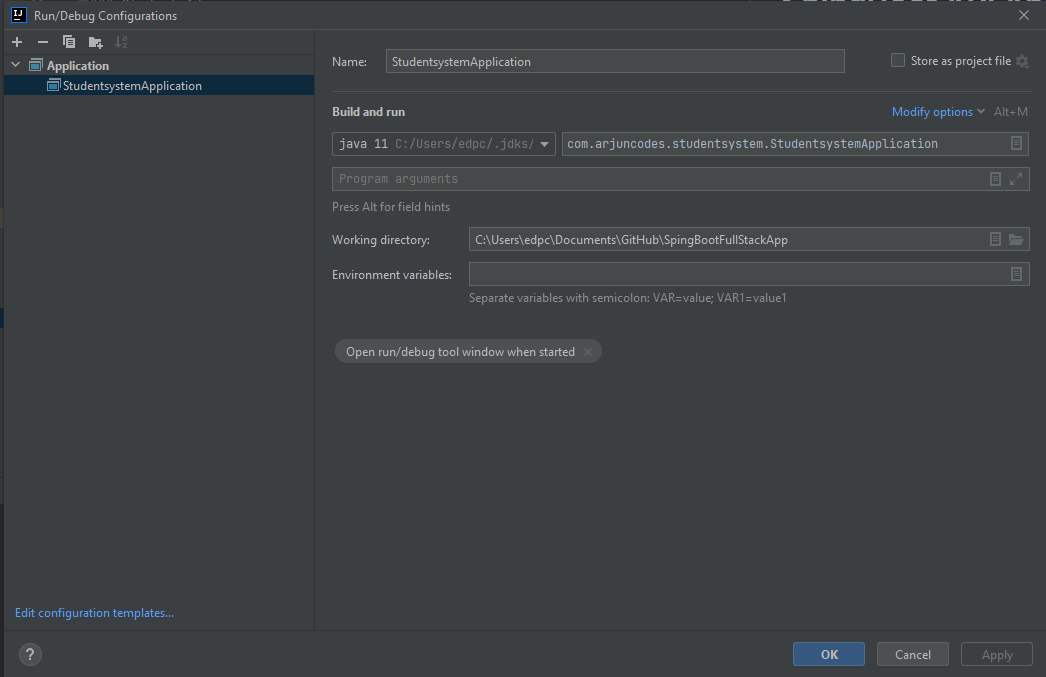 IJ Run/Debug Configurations
Application
StudentsystemApplication
Name: StudentsystemApplication Store as project file
Build and run Modify options Alt+M
java 11 C:/Users/edpc/.jdks/ com.arjuncodes.studentsystem.StudentsystemApplication
Program arguments
Press Alt for field hints
Working directory: C:\Users\edpc\Documents\GitHub\SpingBootFullStackApp
Environment variables:
Separate variables with semicolon: VAR=value; VAR1=value1
Open run/debug tool window when started
Edit configuration templates...
? OK Cancel Apply